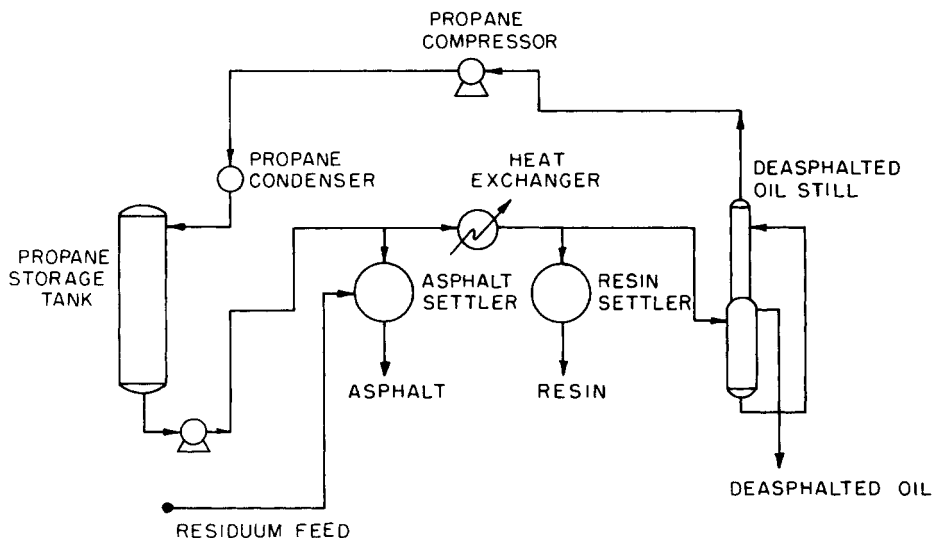 PROPANE
COMPRESSOR
PROPANE
CONDENSER
HEAT
EXCHANGER
DEASPHALTED
OIL STILL
PROPANE
STORAGE
TANK
ASPHALT
SETTLER
RESIN
SETTLER
ASPHALT
RESIN
DEASPHALTED OIL
RESIDUUM FEED